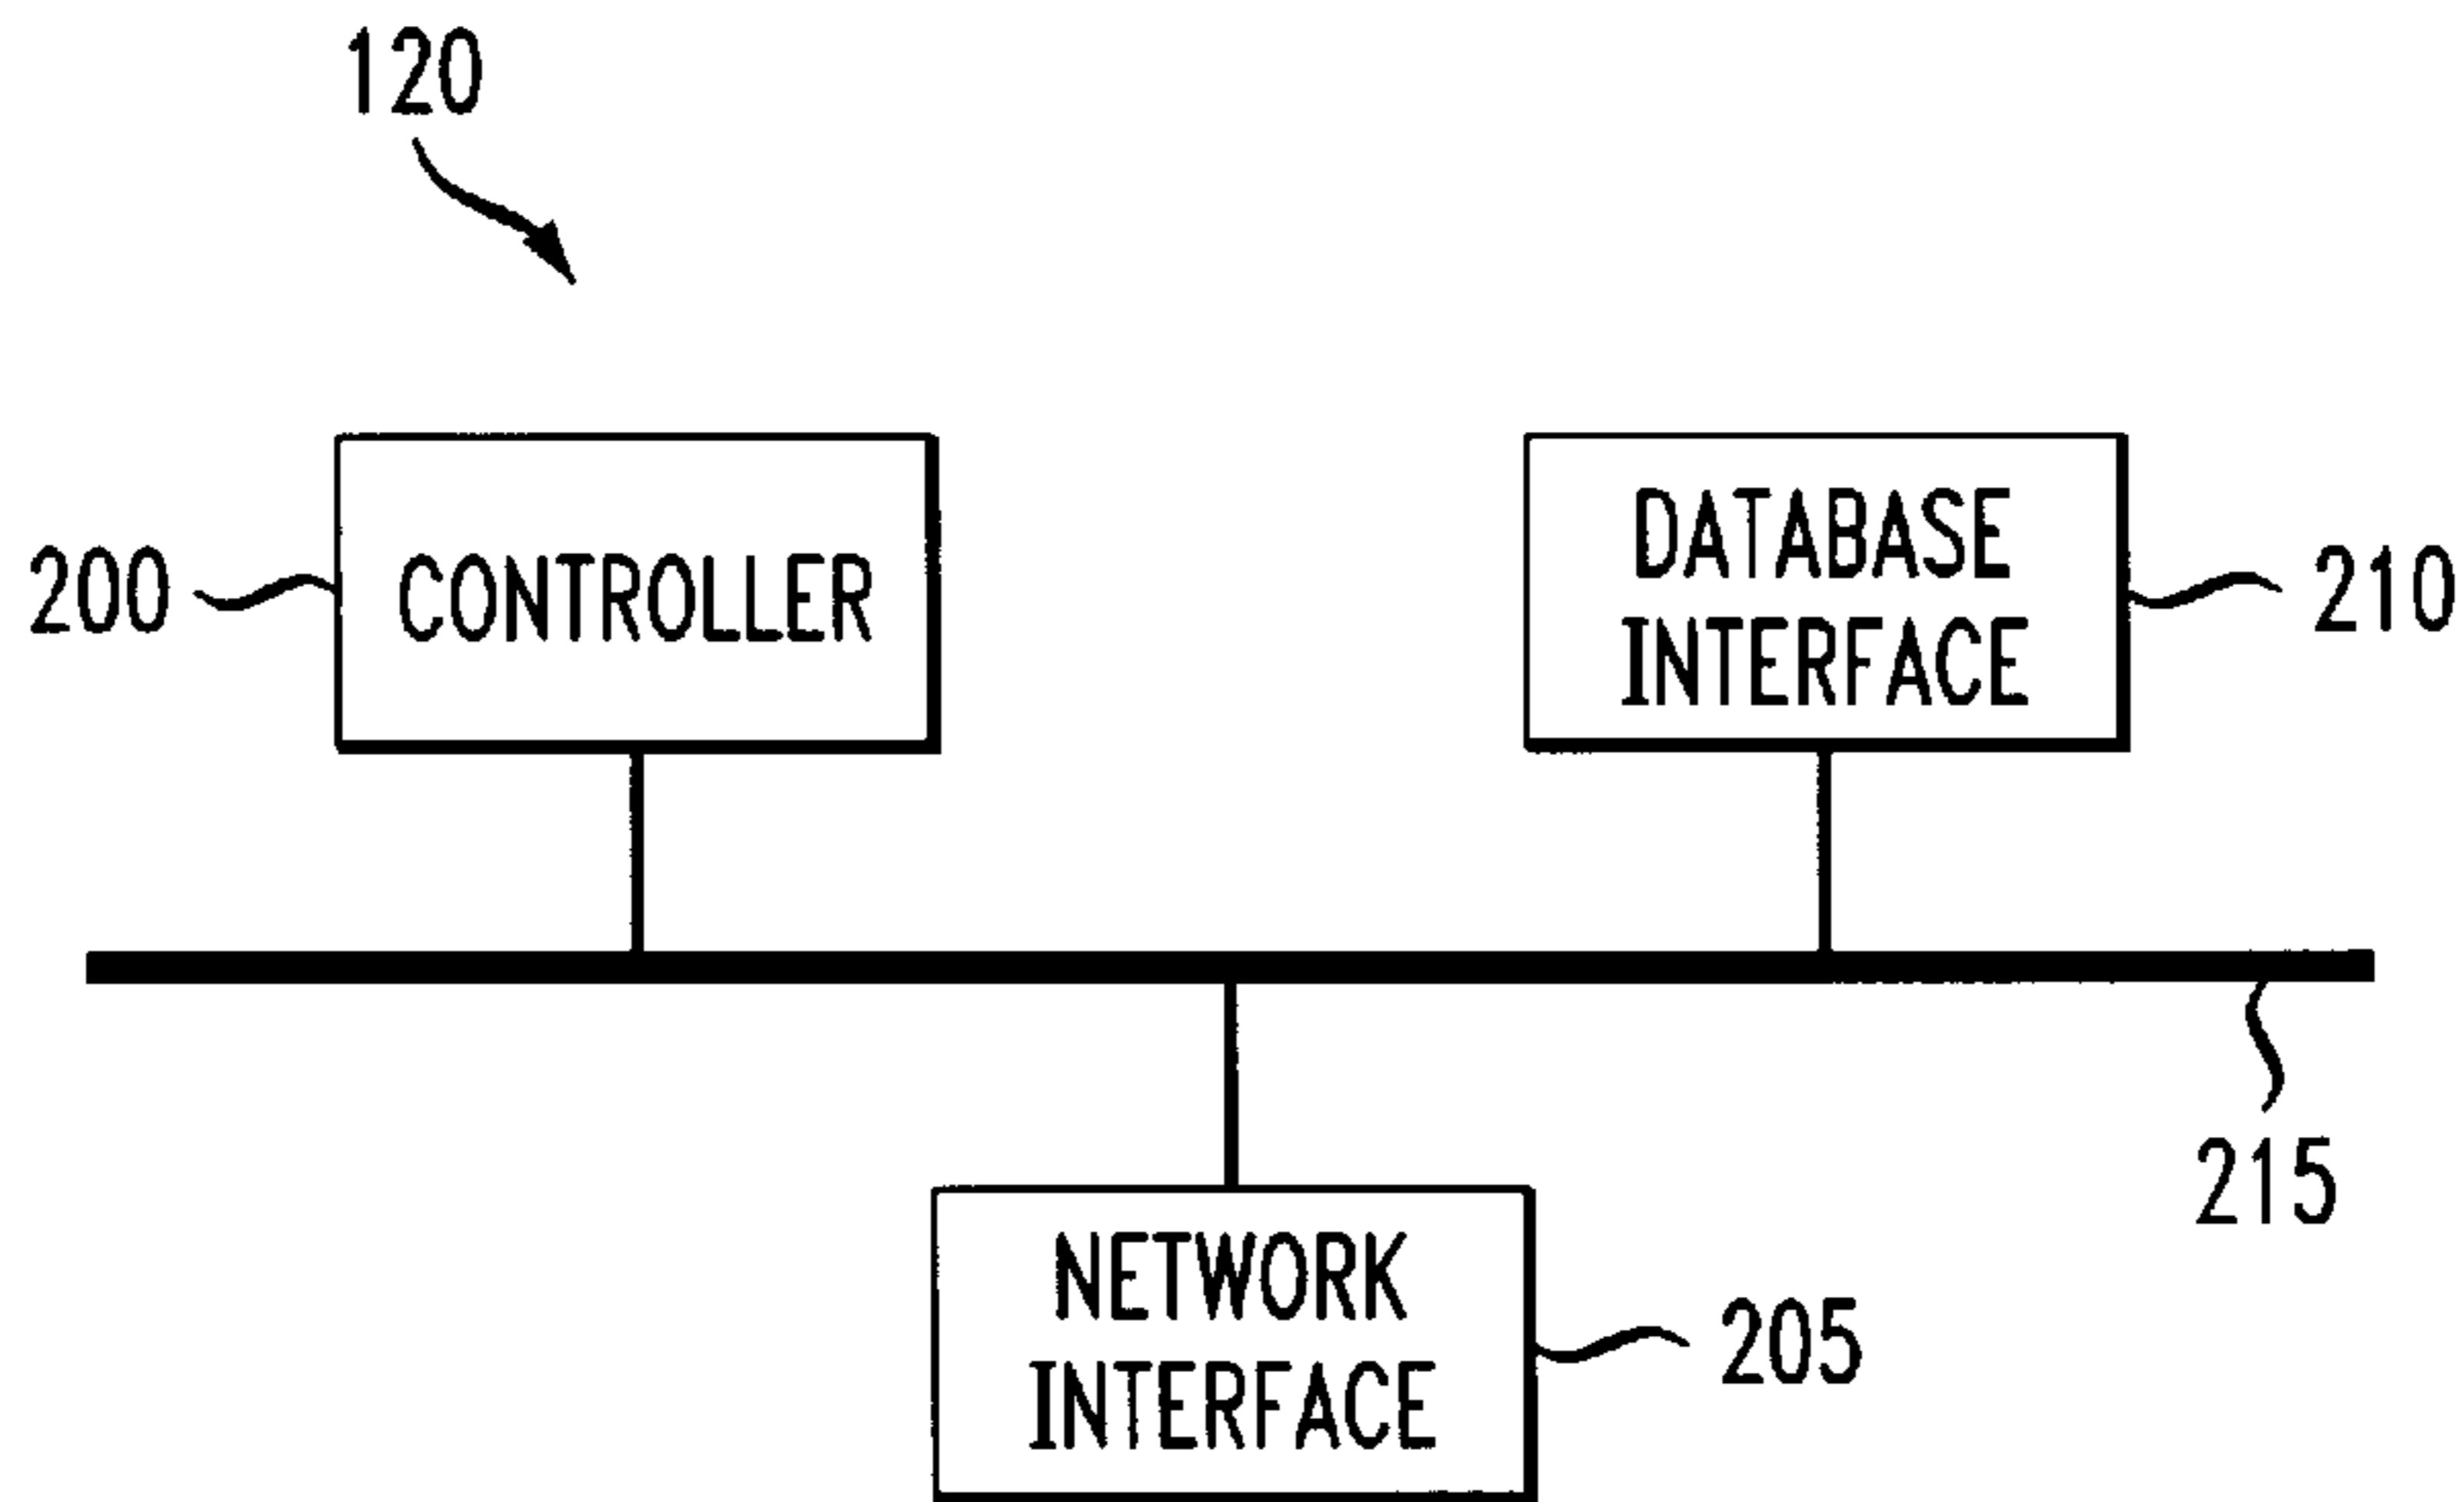 120
200
CONTROLLER
DATABASE
INTERFACE
210
215
NETWORK
INTERFACE
205